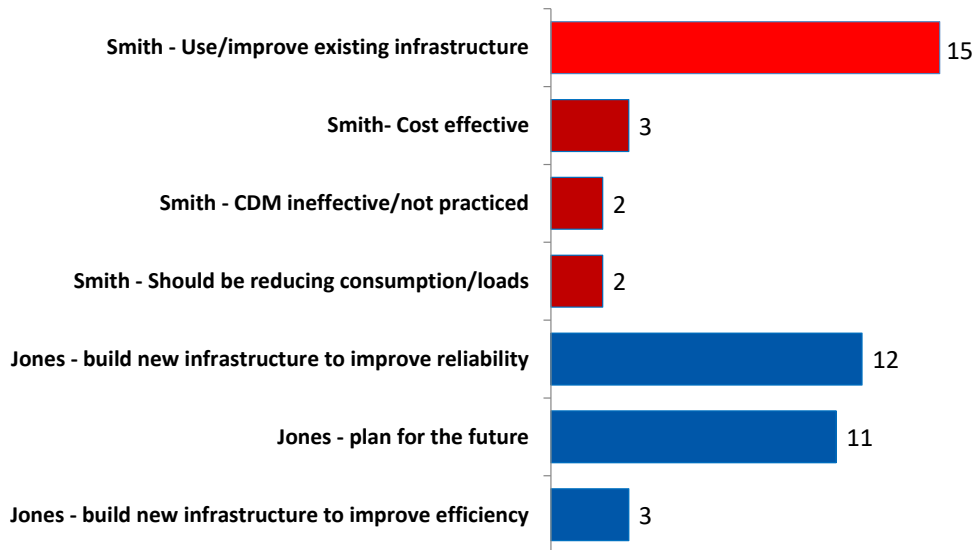 Smith - Use/improve existing infrastructure 15
Smith- Cost effective 3
Smith - CDM ineffective/not practiced 2
Smith - Should be reducing consumption/loads 2
Jones - build new infrastructure to improve reliability 12
Jones - plan for the future 11
Jones - build new infrastructure to improve efficiency 3